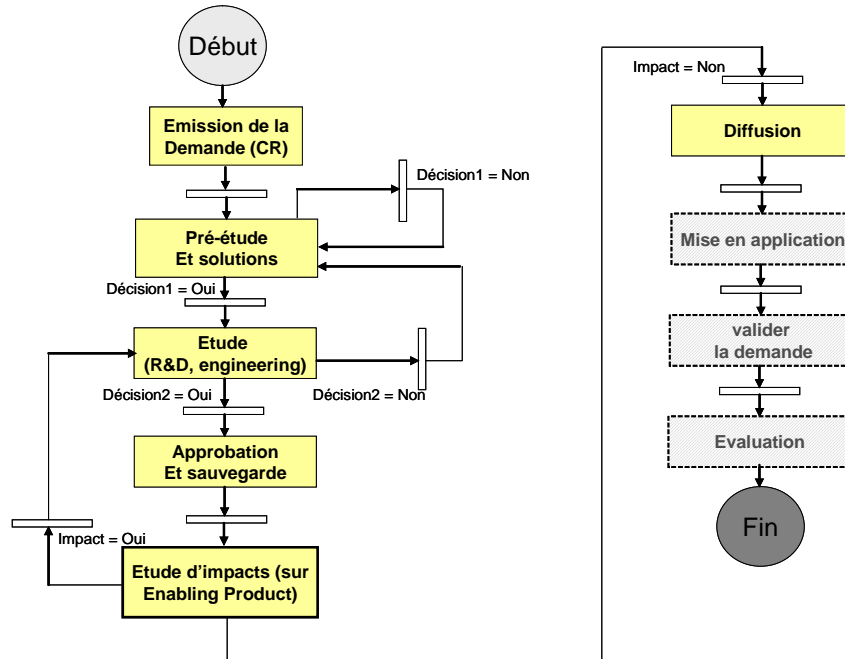 Début
Emission de la
Demande (CR)
Décision1 = Non
Pré-étude
Et solutions
Décision1 = Oui
Etude
(R&D, engineering)
Décision2 = Oui
Décision2 = Non
Approbation
Et sauvegarde
Impact = Oui
Etude d'impacts (sur
Enabling Product)
Impact = Non
Diffusion
Mise en application
valider
la demande
Evaluation
Fin